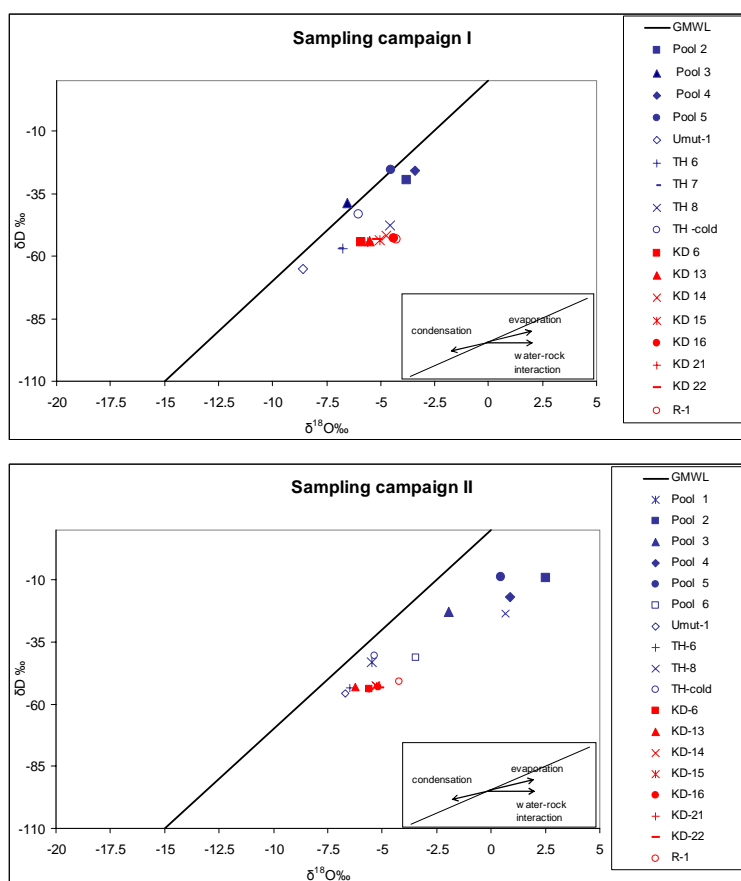 Sampling campaign I
δD ‰
-10
-35
-60
-85
-110
-20
-17.5
-15
-12.5
-10
-7.5
-5
-2.5
0
2.5
5
δ¹⁸O‰
evaporation
condensation
water-rock
interaction
GMWL
Pool 2
Pool 3
Pool 4
Pool 5
Umut-1
TH 6
TH 7
TH 8
TH -cold
KD 6
KD 13
KD 14
KD 15
KD 16
KD 21
KD 22
R-1
Sampling campaign II
δD ‰
-10
-35
-60
-85
-110
-20
-17.5
-15
-12.5
-10
-7.5
-5
-2.5
0
2.5
5
δ¹⁸O‰
evaporation
condensation
water-rock
interaction
GMWL
Pool 1
Pool 2
Pool 3
Pool 4
Pool 5
Pool 6
Umut-1
TH-6
TH-8
TH-cold
KD-6
KD-13
KD-14
KD-15
KD-16
KD-21
KD-22
R-1